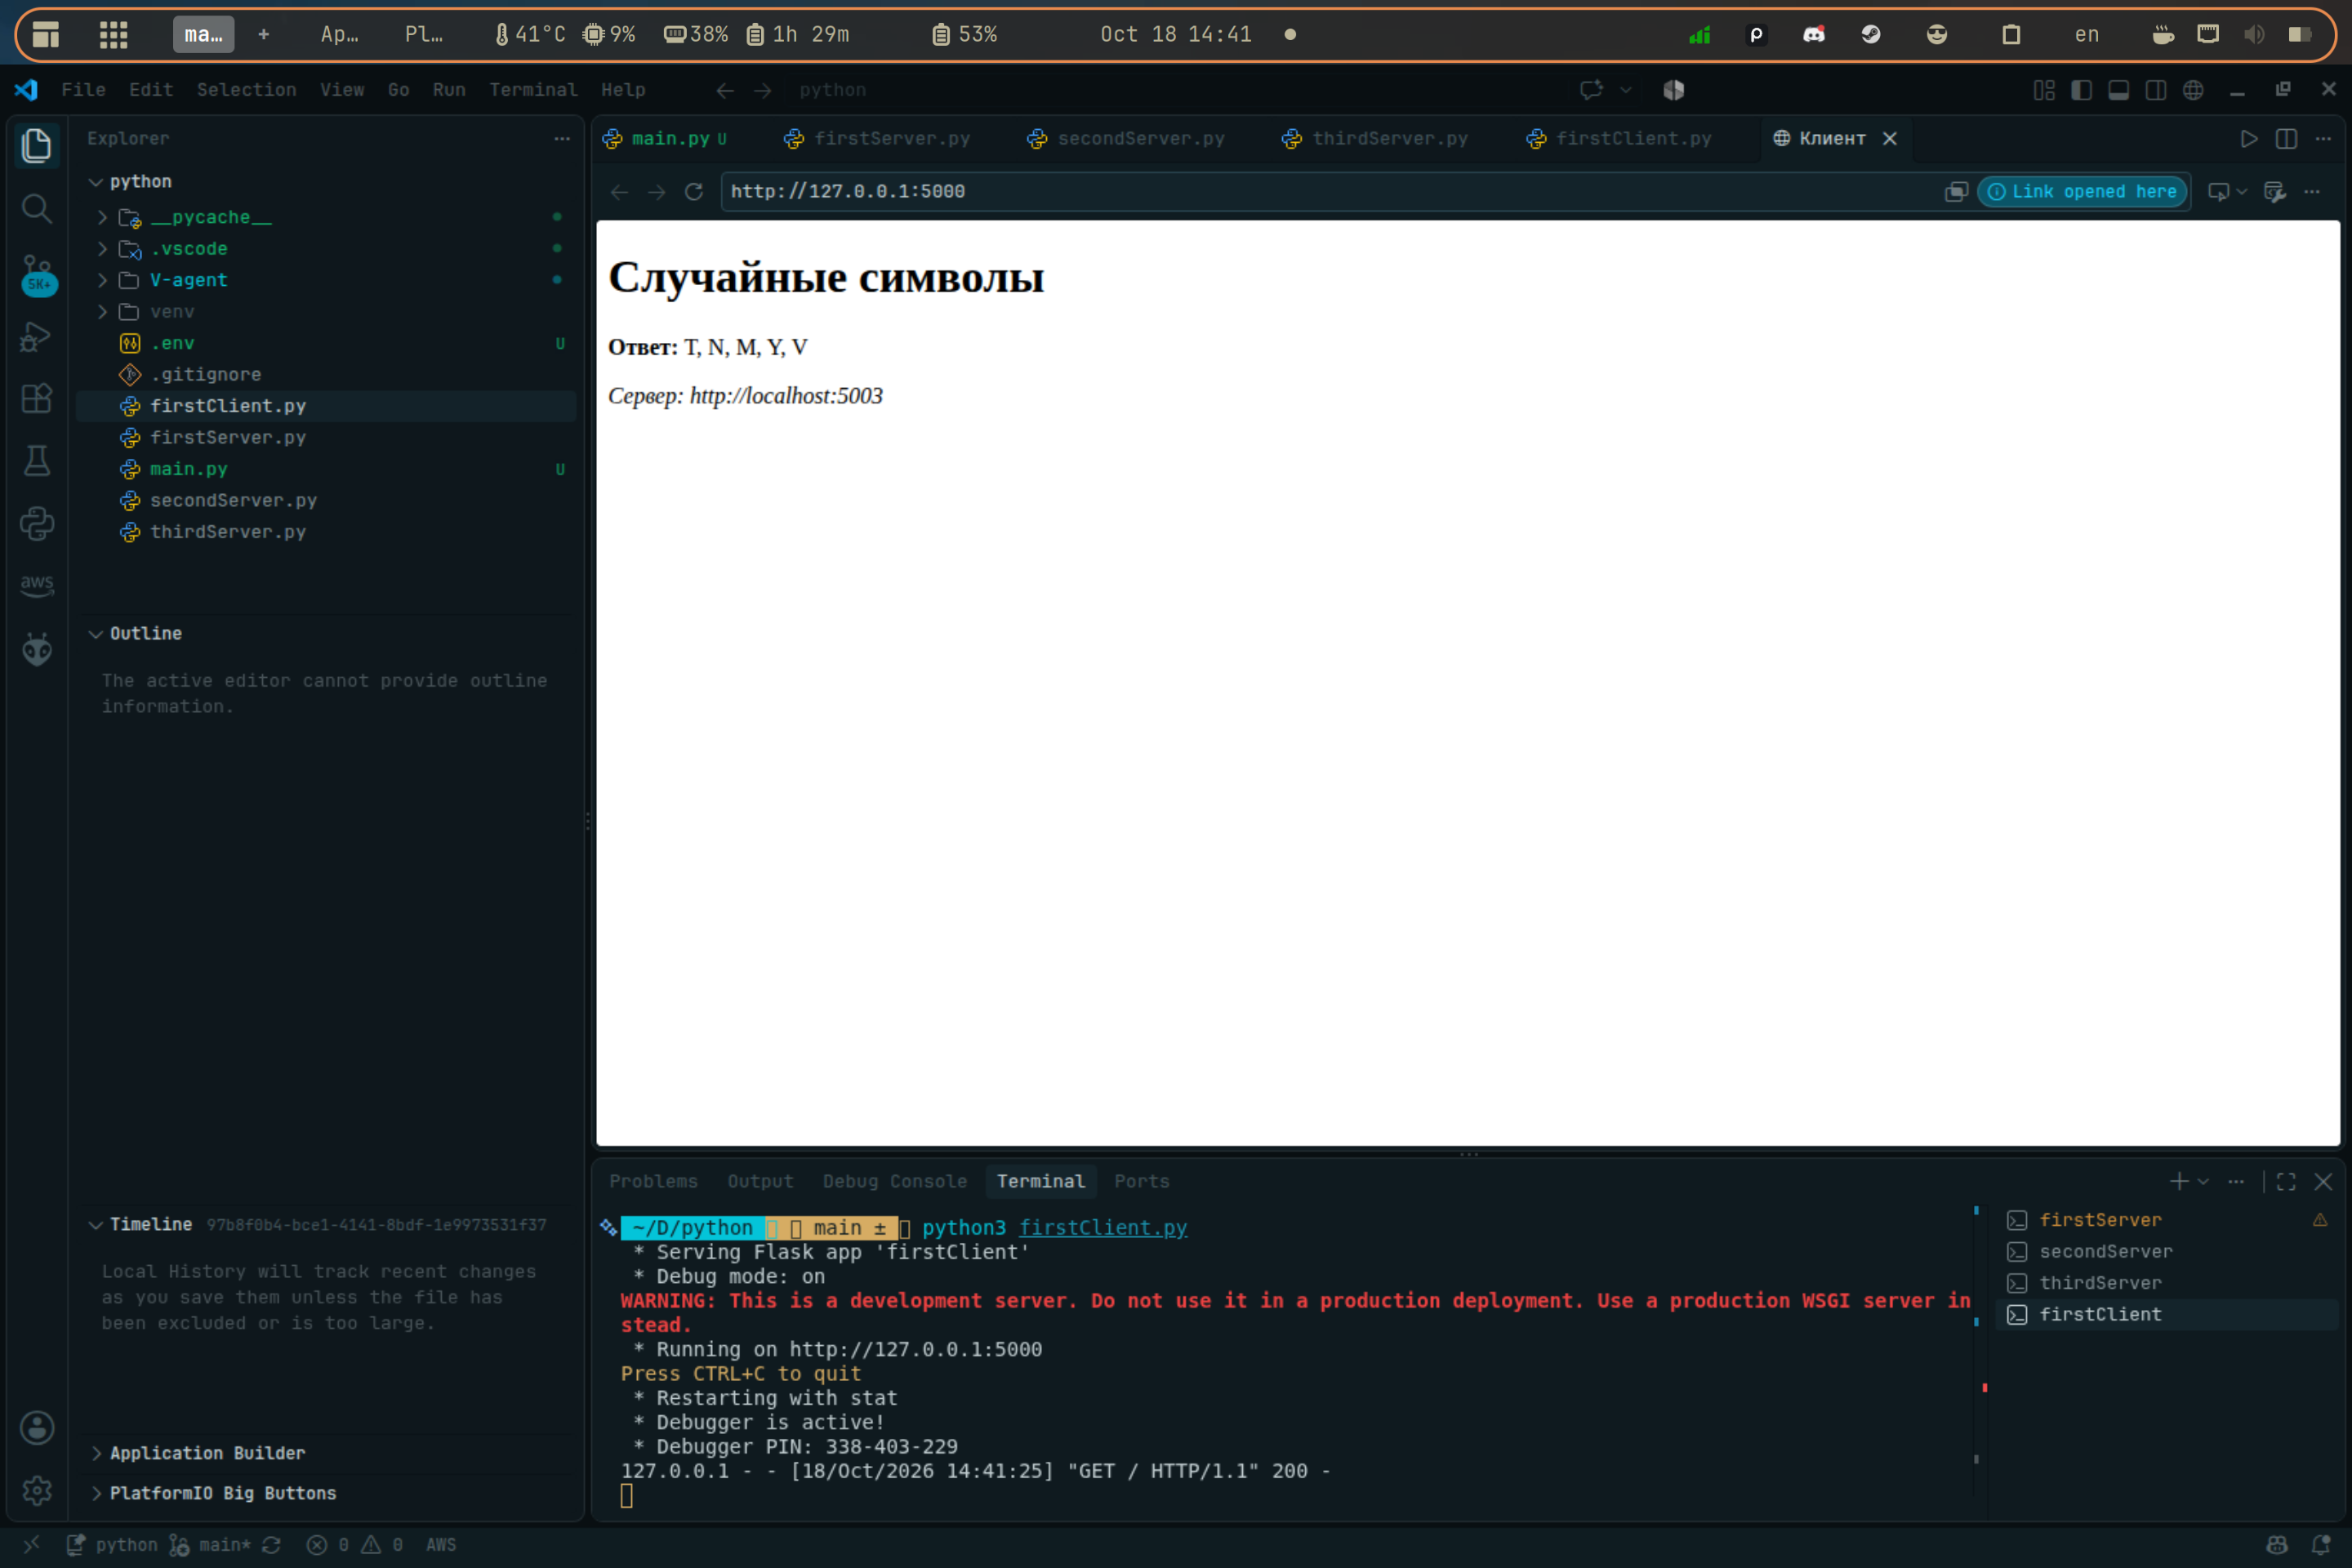 ma… + Ap… Pl… 41°C 9% 38% 1h 29m 53% Oct 18 14:41 en
File Edit Selection View Go Run Terminal Help python
Explorer
python
__pycache__
.vscode
V-agent
5K+
venv
.env U
.gitignore
firstClient.py
firstServer.py
main.py U
secondServer.py
thirdServer.py
aws
Outline
The active editor cannot provide outline
information.
Timeline 97b8f0b4-bce1-4141-8bdf-1e9973531f37
Local History will track recent changes
as you save them unless the file has
been excluded or is too large.
Application Builder
PlatformIO Big Buttons
main.py U firstServer.py secondServer.py thirdServer.py firstClient.py Клиент
http://127.0.0.1:5000 Link opened here
Случайные символы
Ответ: T, N, M, Y, V
Сервер: http://localhost:5003
Problems Output Debug Console Terminal Ports
~/D/python main ± python3 firstClient.py
* Serving Flask app 'firstClient'
* Debug mode: on
WARNING: This is a development server. Do not use it in a production deployment. Use a production WSGI server in
stead.
* Running on http://127.0.0.1:5000
Press CTRL+C to quit
* Restarting with stat
* Debugger is active!
* Debugger PIN: 338-403-229
127.0.0.1 - - [18/Oct/2026 14:41:25] "GET / HTTP/1.1" 200 -
firstServer
secondServer
thirdServer
firstClient
python main* 0 0 AWS